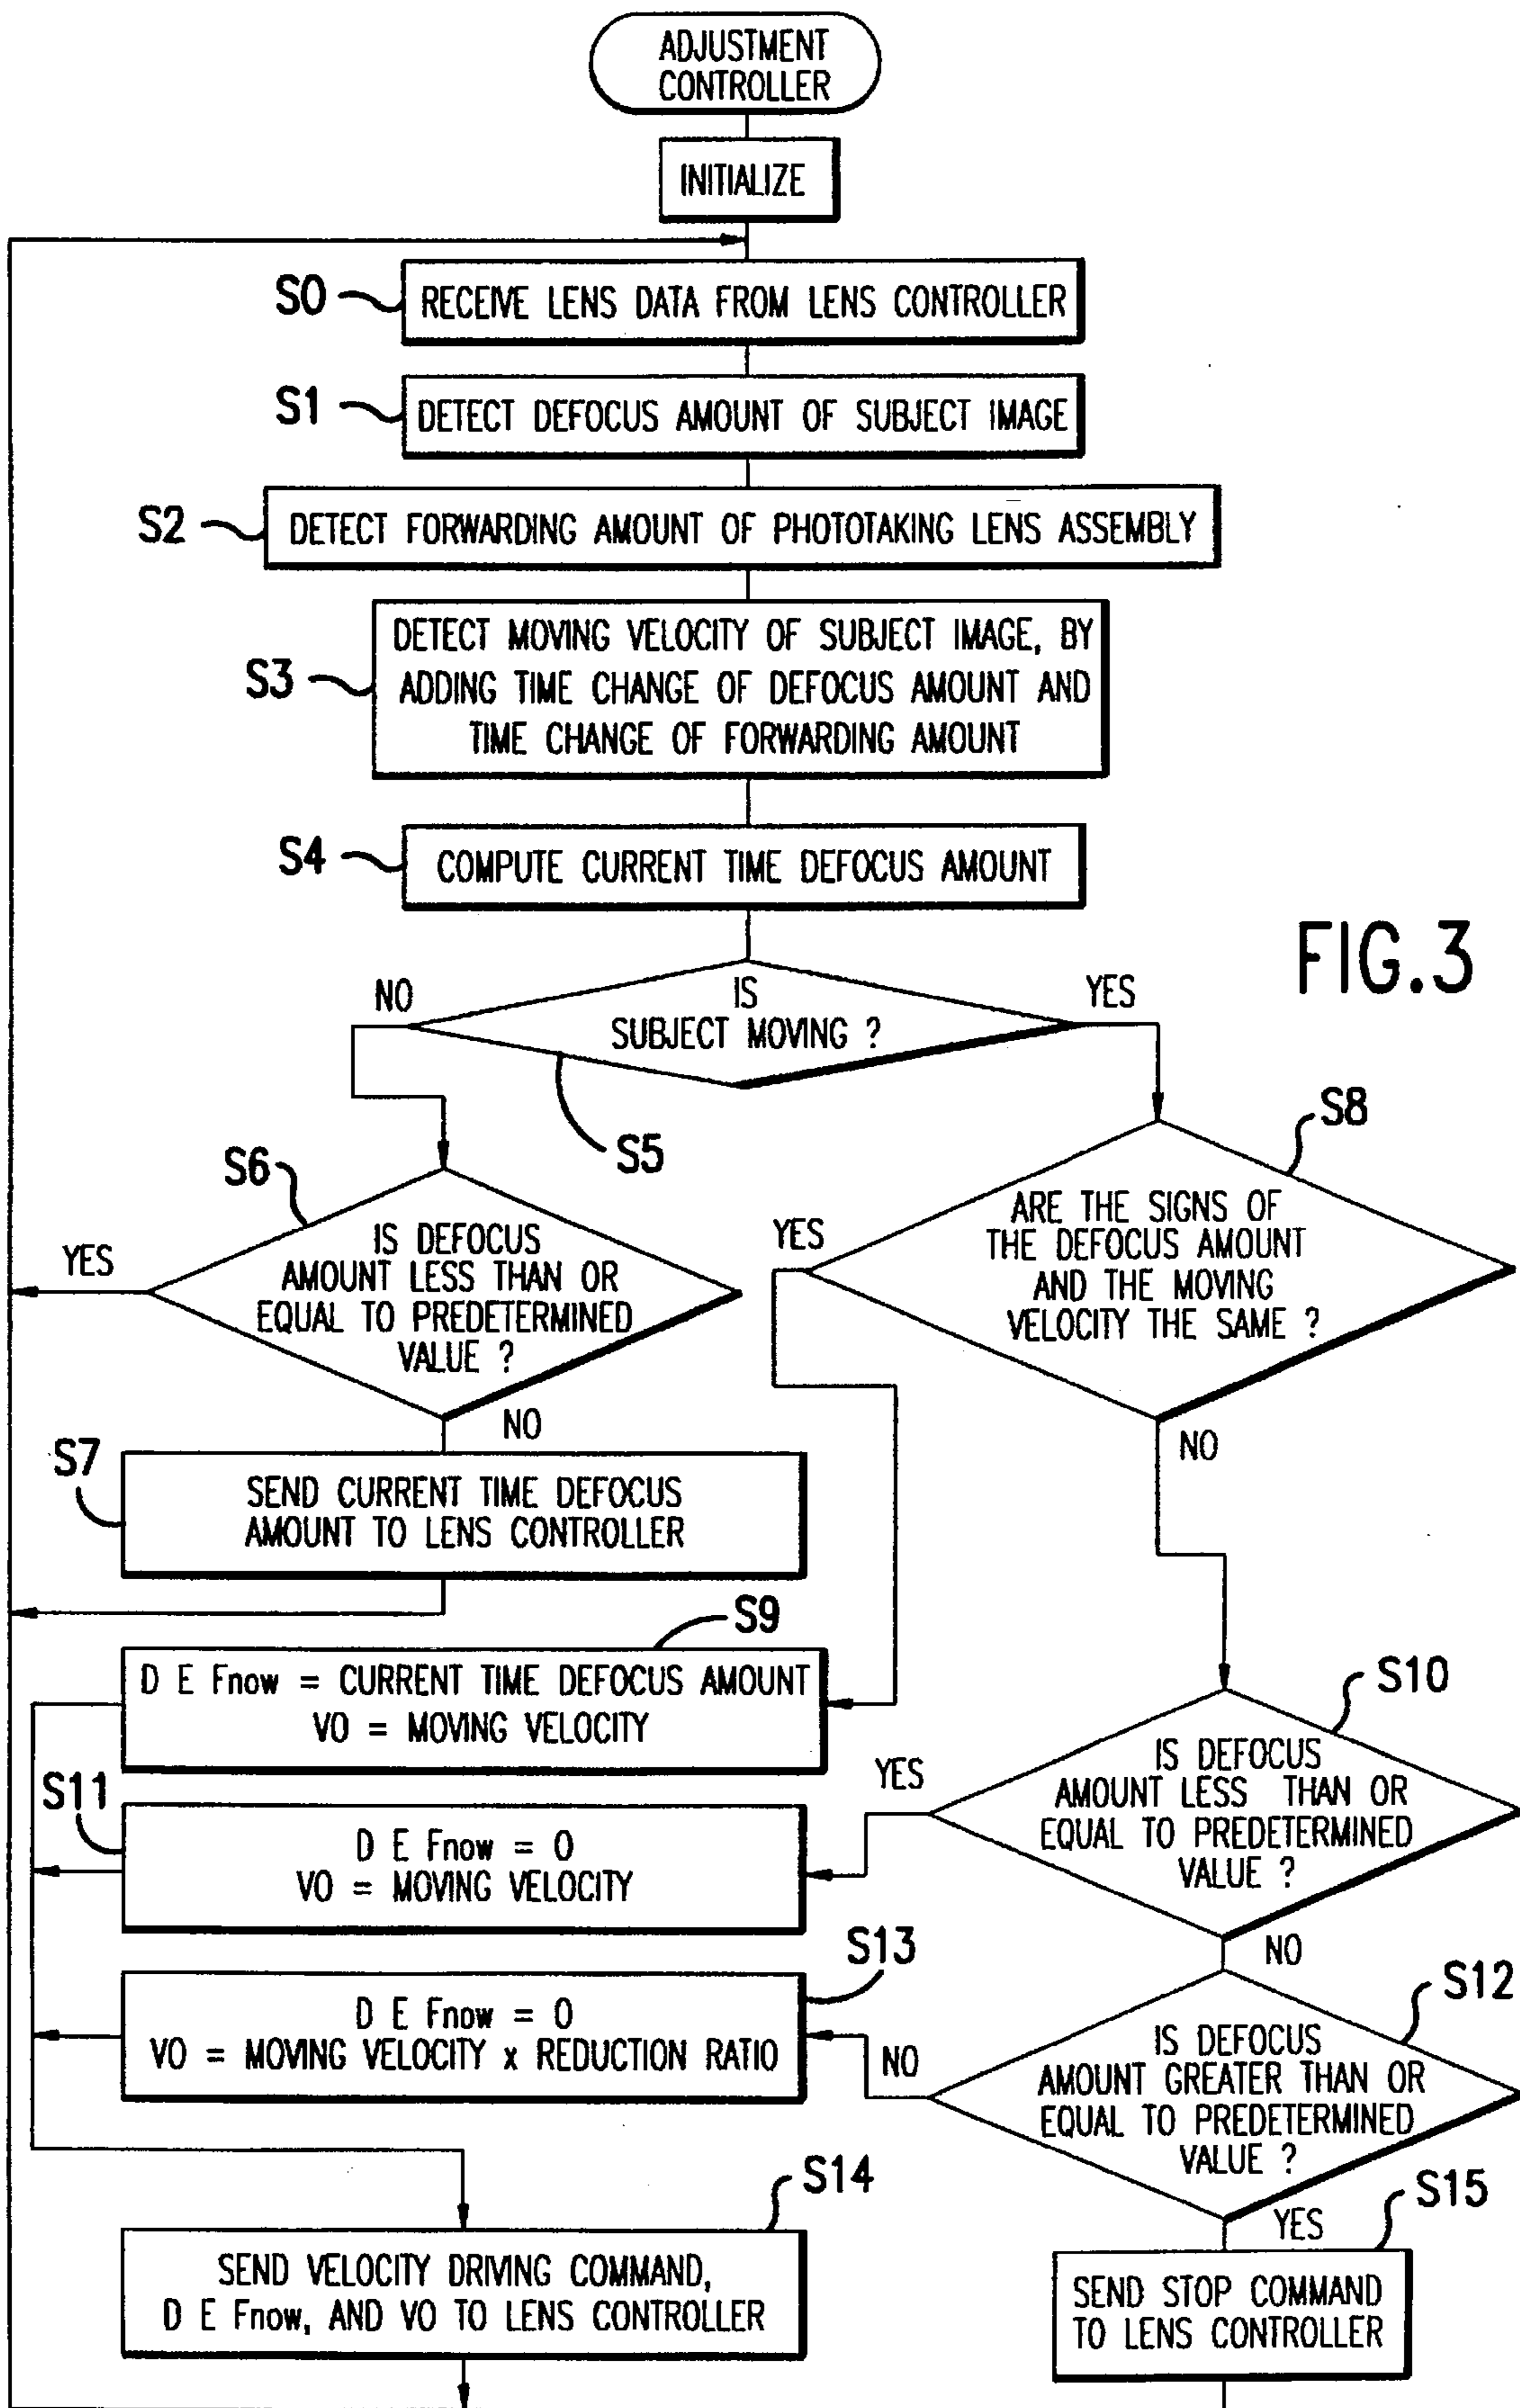 ADJUSTMENT
CONTROLLER
INITIALIZE
S0
RECEIVE LENS DATA FROM LENS CONTROLLER
S1
DETECT DEFOCUS AMOUNT OF SUBJECT IMAGE
S2
DETECT FORWARDING AMOUNT OF PHOTOTAKING LENS ASSEMBLY
S3
DETECT MOVING VELOCITY OF SUBJECT IMAGE, BY
ADDING TIME CHANGE OF DEFOCUS AMOUNT AND
TIME CHANGE OF FORWARDING AMOUNT
S4
COMPUTE CURRENT TIME DEFOCUS AMOUNT
FIG.3
NO
IS
SUBJECT MOVING ?
YES
S5
S6
IS DEFOCUS
AMOUNT LESS THAN OR
EQUAL TO PREDETERMINED
VALUE ?
YES
NO
S8
ARE THE SIGNS OF
THE DEFOCUS AMOUNT
AND THE MOVING
VELOCITY THE SAME ?
YES
NO
S7
SEND CURRENT TIME DEFOCUS
AMOUNT TO LENS CONTROLLER
S9
D E Fnow = CURRENT TIME DEFOCUS AMOUNT
VO = MOVING VELOCITY
S10
IS DEFOCUS
AMOUNT LESS THAN OR
EQUAL TO PREDETERMINED
VALUE ?
YES
NO
S11
D E Fnow = 0
VO = MOVING VELOCITY
S13
D E Fnow = 0
VO = MOVING VELOCITY x REDUCTION RATIO
S12
IS DEFOCUS
AMOUNT GREATER THAN OR
EQUAL TO PREDETERMINED
VALUE ?
NO
YES
S14
SEND VELOCITY DRIVING COMMAND,
D E Fnow, AND VO TO LENS CONTROLLER
S15
SEND STOP COMMAND
TO LENS CONTROLLER